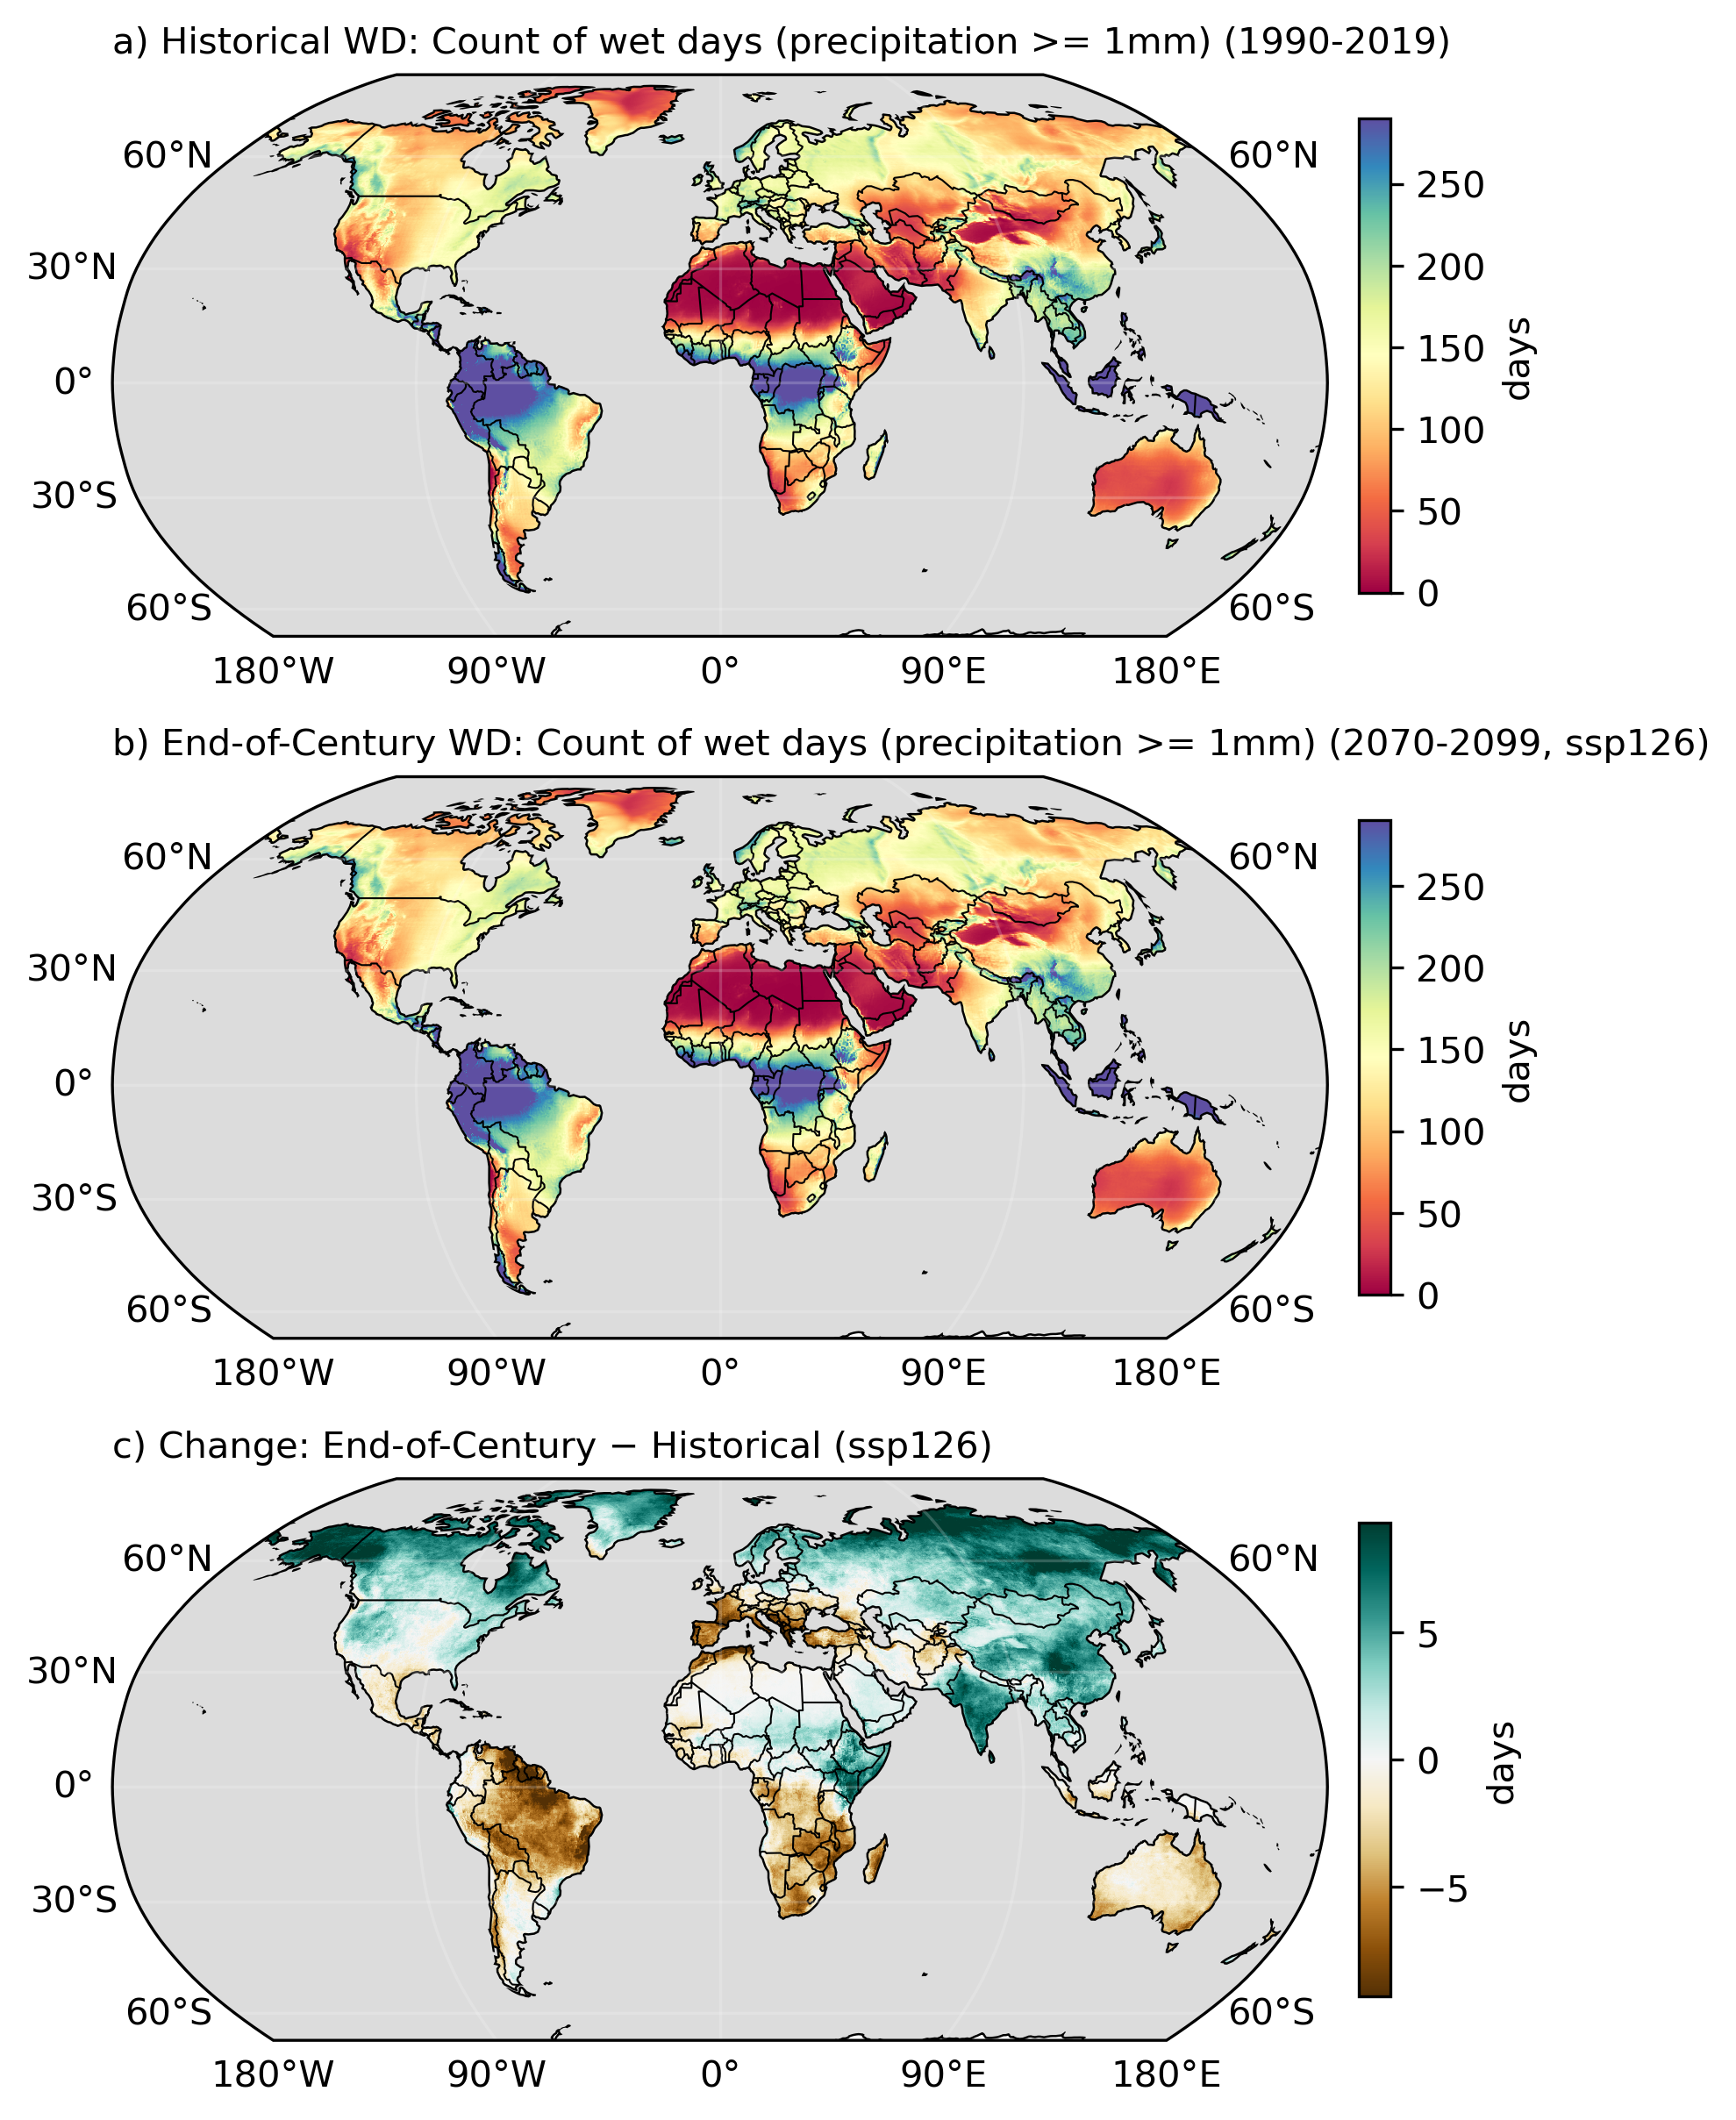 a) Historical WD: Count of wet days (precipitation >= 1mm) (1990-2019)
60°N 60°N
30°N
0°
30°S
60°S 60°S
180°W 90°W 0° 90°E 180°E
250
200
150
100
50
0
days
b) End-of-Century WD: Count of wet days (precipitation >= 1mm) (2070-2099, ssp126)
60°N 60°N
30°N
0°
30°S
60°S 60°S
180°W 90°W 0° 90°E 180°E
250
200
150
100
50
0
days
c) Change: End-of-Century − Historical (ssp126)
60°N 60°N
30°N
0°
30°S
60°S 60°S
180°W 90°W 0° 90°E 180°E
5
0
−5
days